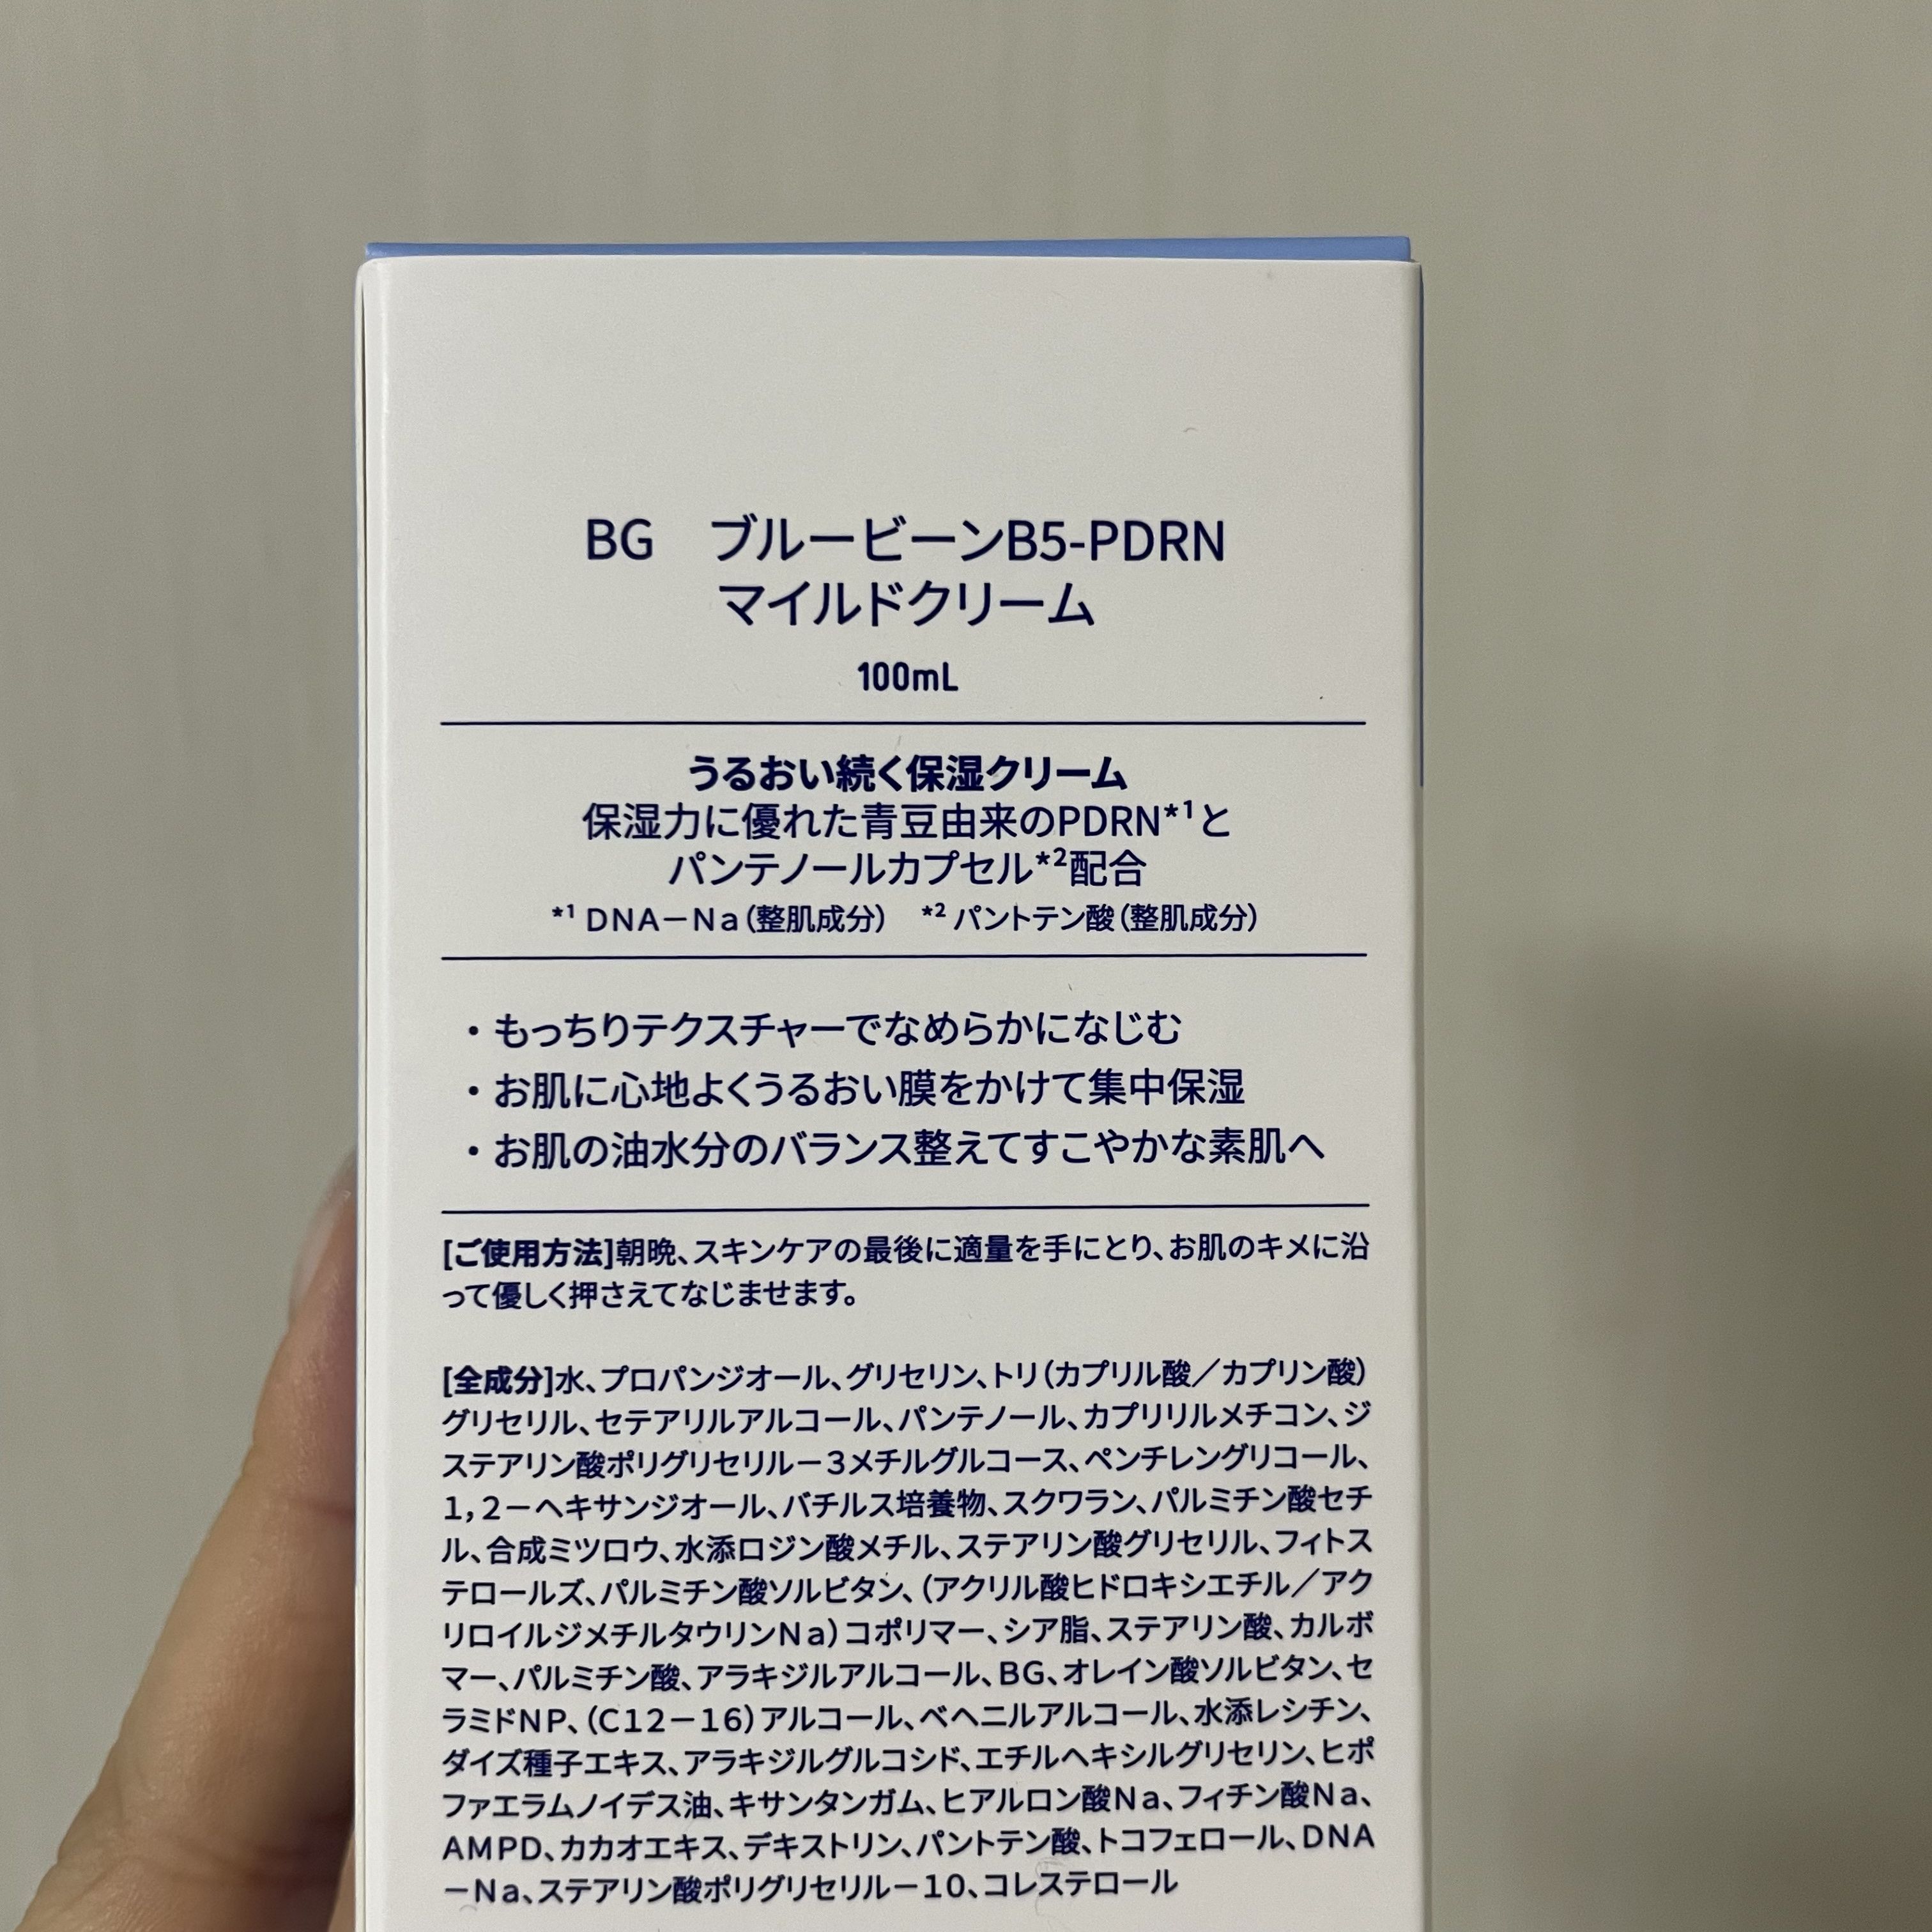 BG　ブルービーンB5-PDRN
マイルドクリーム
100mL
うるおい続く保湿クリーム
保湿力に優れた青豆由来のPDRN*1と
パンテノールカプセル*2配合
*1 DNA－Na（整肌成分）　*2 パントテン酸（整肌成分）
・もっちりテクスチャーでなめらかになじむ
・お肌に心地よくうるおい膜をかけて集中保湿
・お肌の油水分のバランス整えてすこやかな素肌へ
[ご使用方法]朝晩、スキンケアの最後に適量を手にとり、お肌のキメに沿
って優しく押さえてなじませます。
[全成分]水、プロパンジオール、グリセリン、トリ（カプリル酸／カプリン酸）
グリセリル、セテアリルアルコール、パンテノール、カプリリルメチコン、ジ
ステアリン酸ポリグリセリル－3メチルグルコース、ペンチレングリコール、
1,2－ヘキサンジオール、バチルス培養物、スクワラン、パルミチン酸セチ
ル、合成ミツロウ、水添ロジン酸メチル、ステアリン酸グリセリル、フィトス
テロールズ、パルミチン酸ソルビタン、（アクリル酸ヒドロキシエチル／アク
リロイルジメチルタウリンNa）コポリマー、シア脂、ステアリン酸、カルボ
マー、パルミチン酸、アラキジルアルコール、BG、オレイン酸ソルビタン、セ
ラミドNP、（C12－16）アルコール、ベヘニルアルコール、水添レシチン、
ダイズ種子エキス、アラキジルグルコシド、エチルヘキシルグリセリン、ヒポ
ファエラムノイデス油、キサンタンガム、ヒアルロン酸Na、フィチン酸Na、
AMPD、カカオエキス、デキストリン、パントテン酸、トコフェロール、DNA
－Na、ステアリン酸ポリグリセリル－10、コレステロール